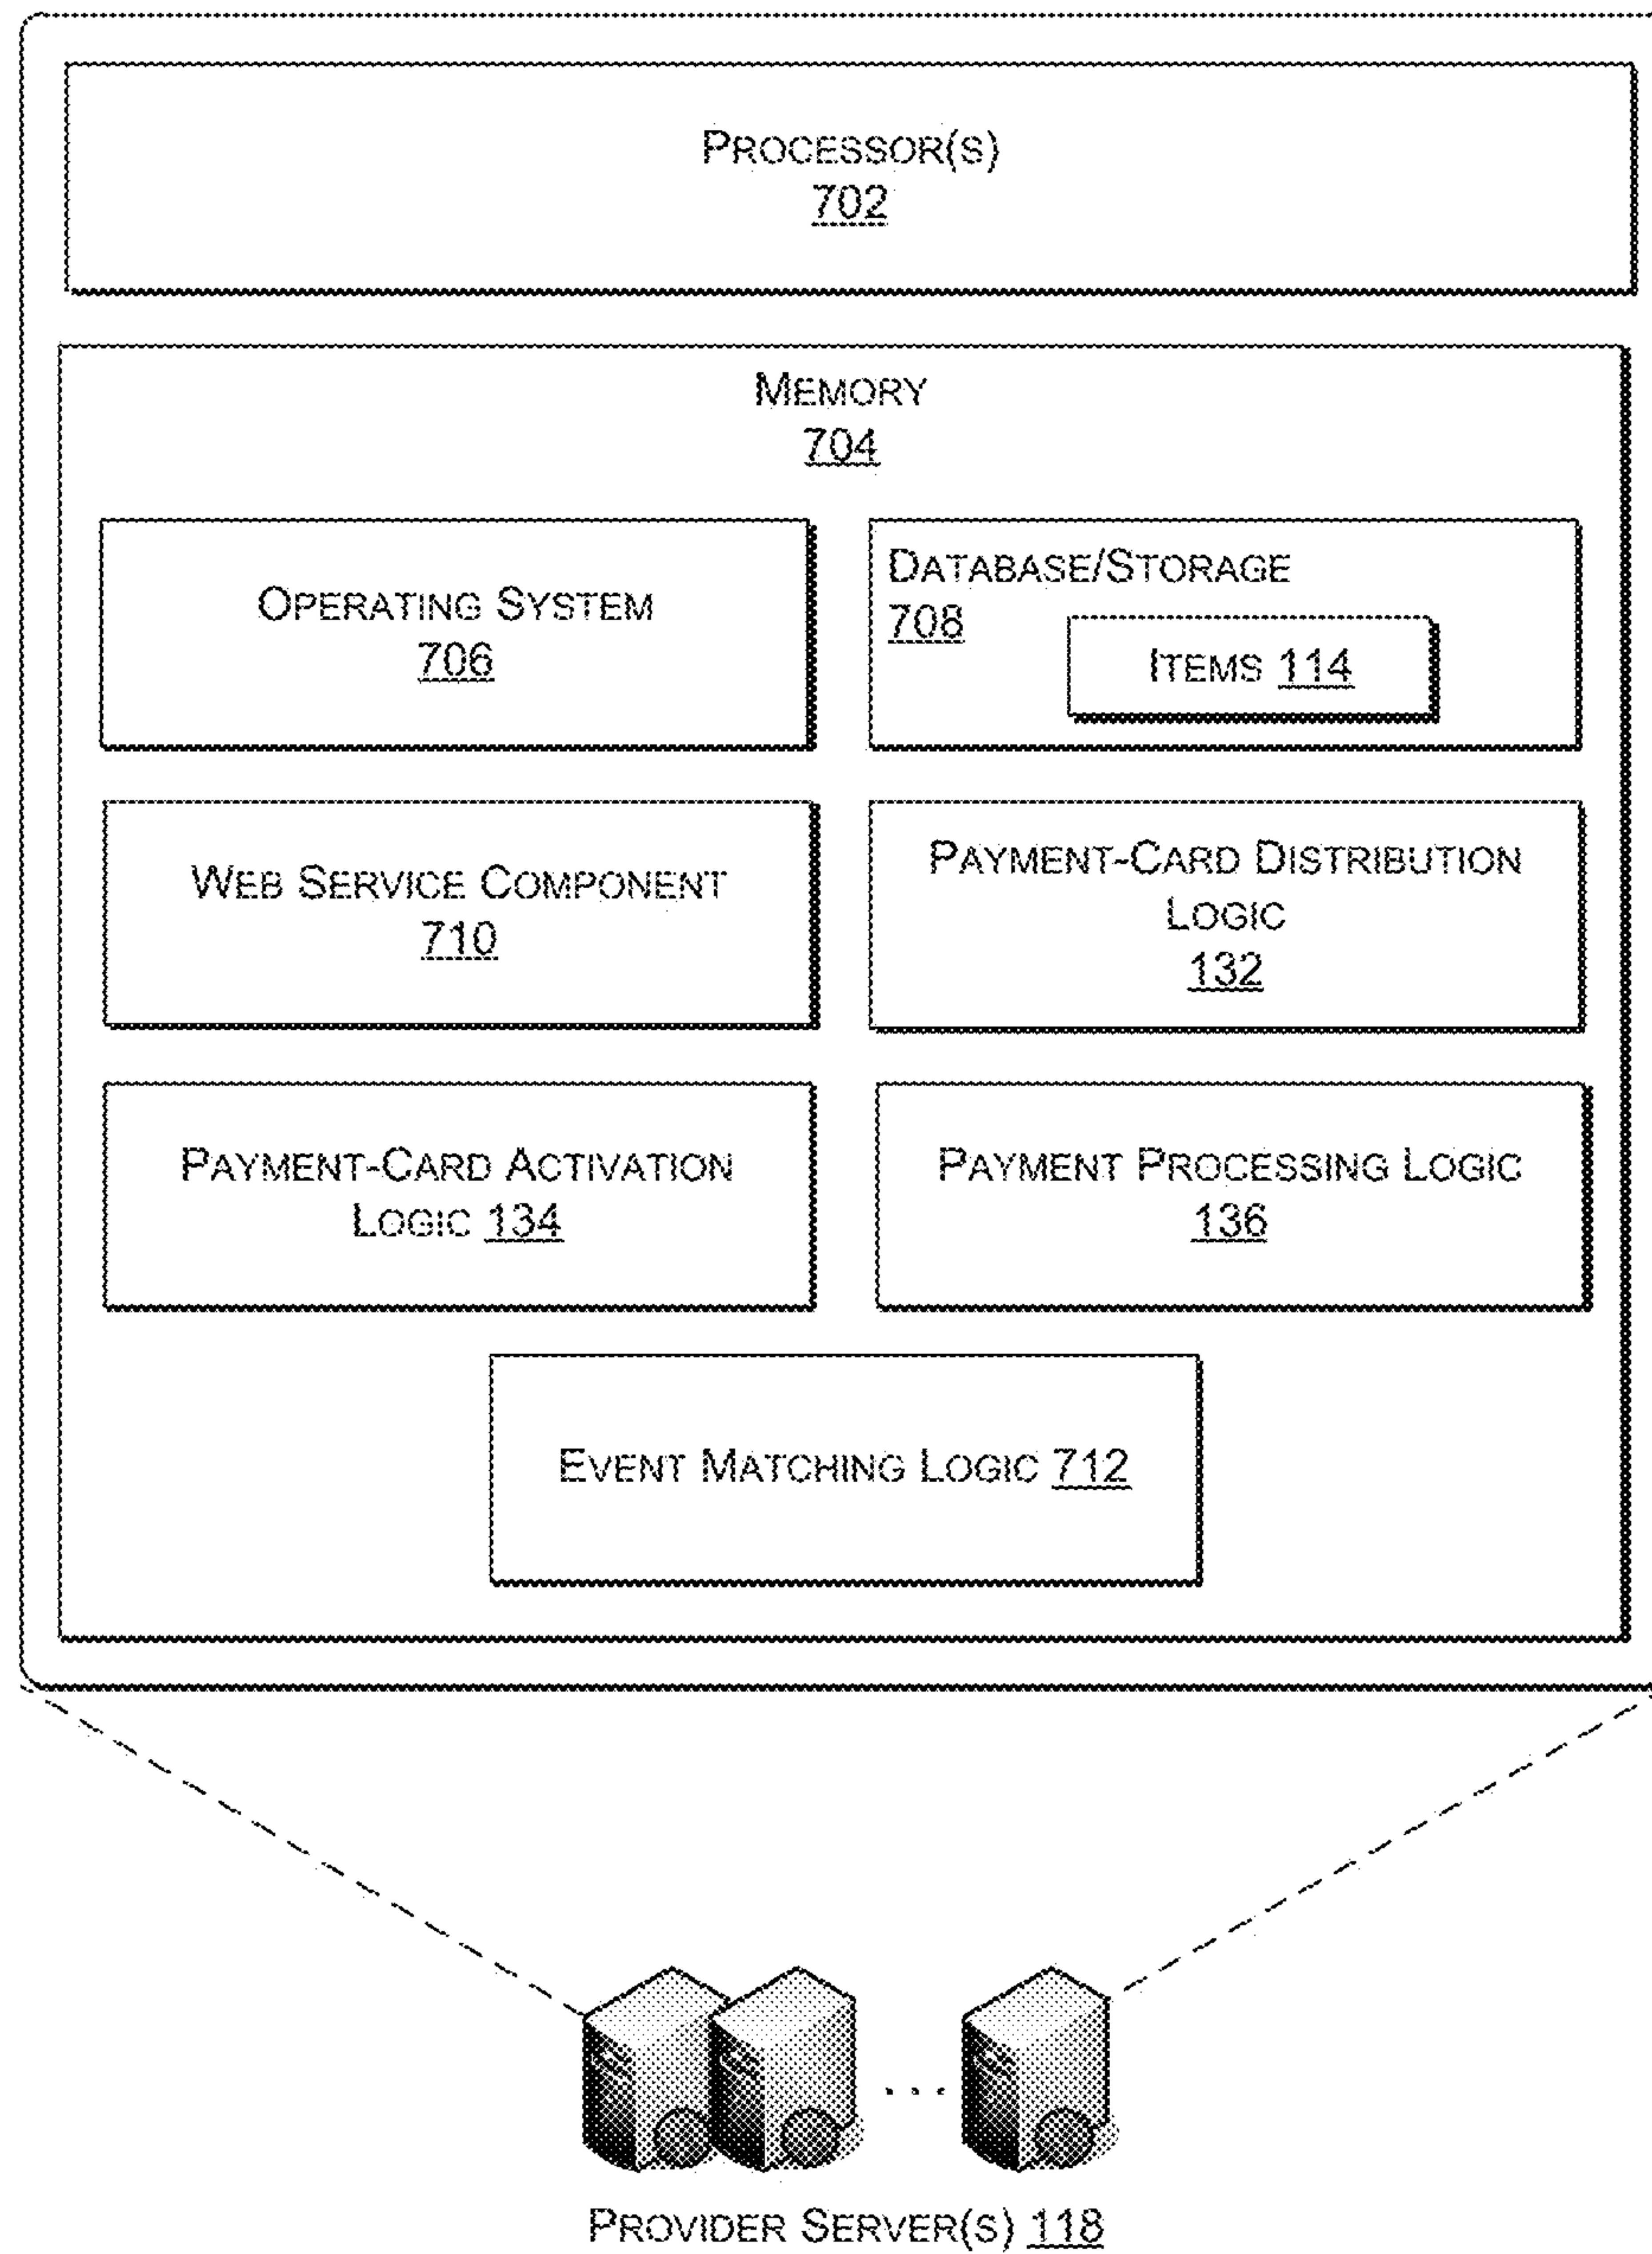 PROCESSOR(S)
702
MEMORY
704
OPERATING SYSTEM
706
DATABASE/STORAGE
708
ITEMS 114
WEB SERVICE COMPONENT
710
PAYMENT-CARD DISTRIBUTION
LOGIC
132
PAYMENT-CARD ACTIVATION
LOGIC 134
PAYMENT PROCESSING LOGIC
136
EVENT MATCHING LOGIC 712
...
PROVIDER SERVER(S) 118